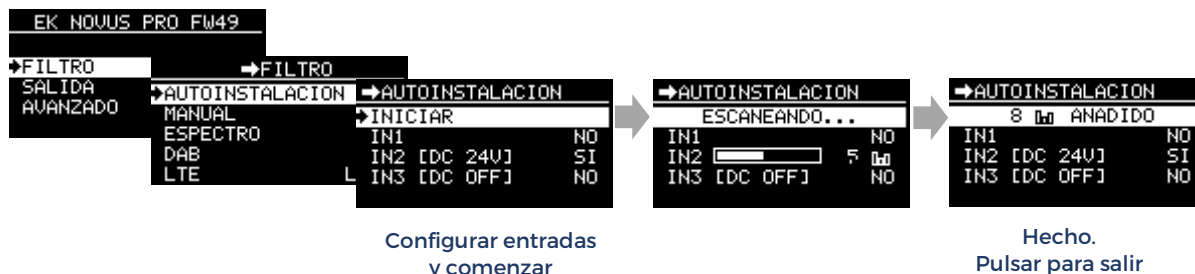 EK NOVUS PRO FW49
➔FILTRO
SALIDA
AVANZADO
➔FILTRO
➔AUTOINSTALACION
MANUAL
ESPECTRO
DAB
LTE L
➔AUTOINSTALACION
➔INICIAR
IN1 NO
IN2 [DC 24V] SI
IN3 [DC OFF] NO
➔AUTOINSTALACION
ESCANEANDO...
IN1 NO
IN2 5
IN3 [DC OFF] NO
➔AUTOINSTALACION
8 ANADIDO
IN1 NO
IN2 [DC 24V] SI
IN3 [DC OFF] NO
Configurar entradas
y comenzar
Hecho.
Pulsar para salir